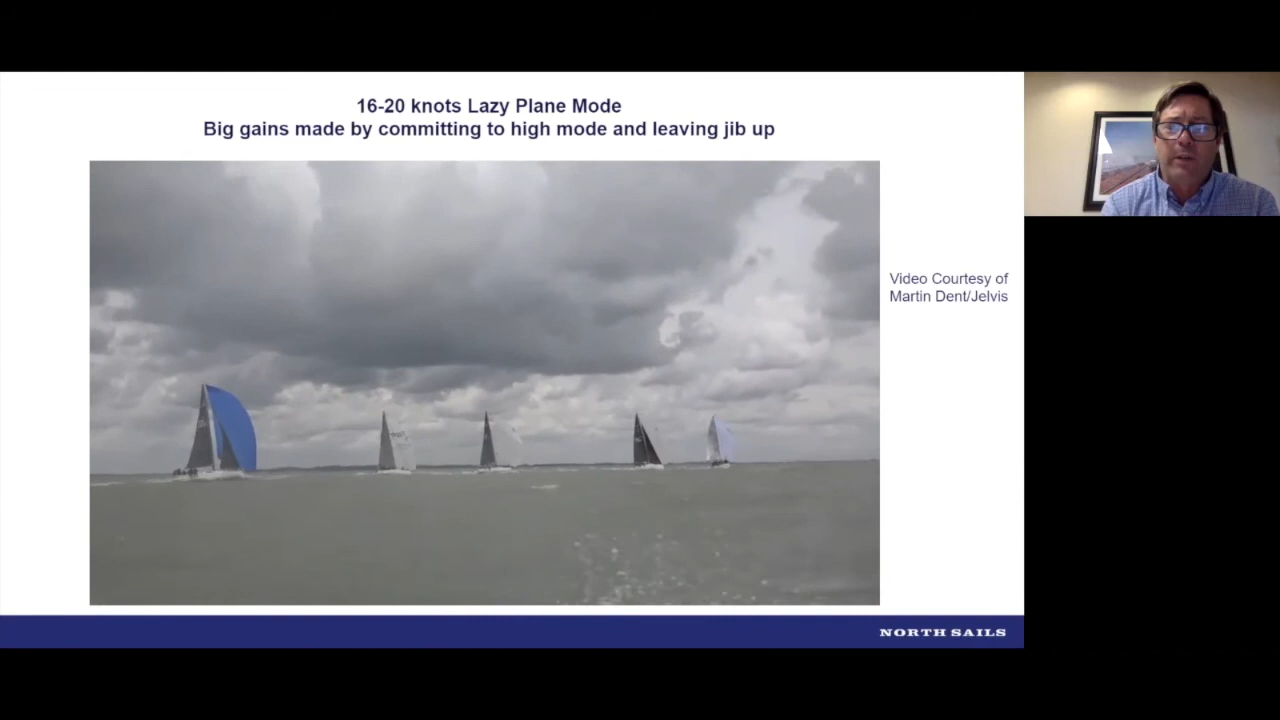 16-20 knots Lazy Plane Mode
Big gains made by committing to high mode and leaving jib up
Video Courtesy of
Martin Dent/Jelvis
NORTH SAILS